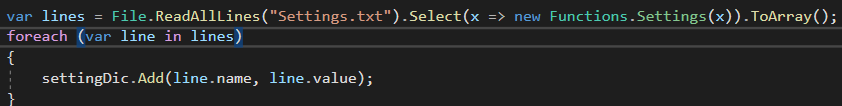 var lines = File.ReadAllLines("Settings.txt").Select(x => new Functions.Settings(x)).ToArray();
foreach (var line in lines)
{
    settingDic.Add(line.name, line.value);
}